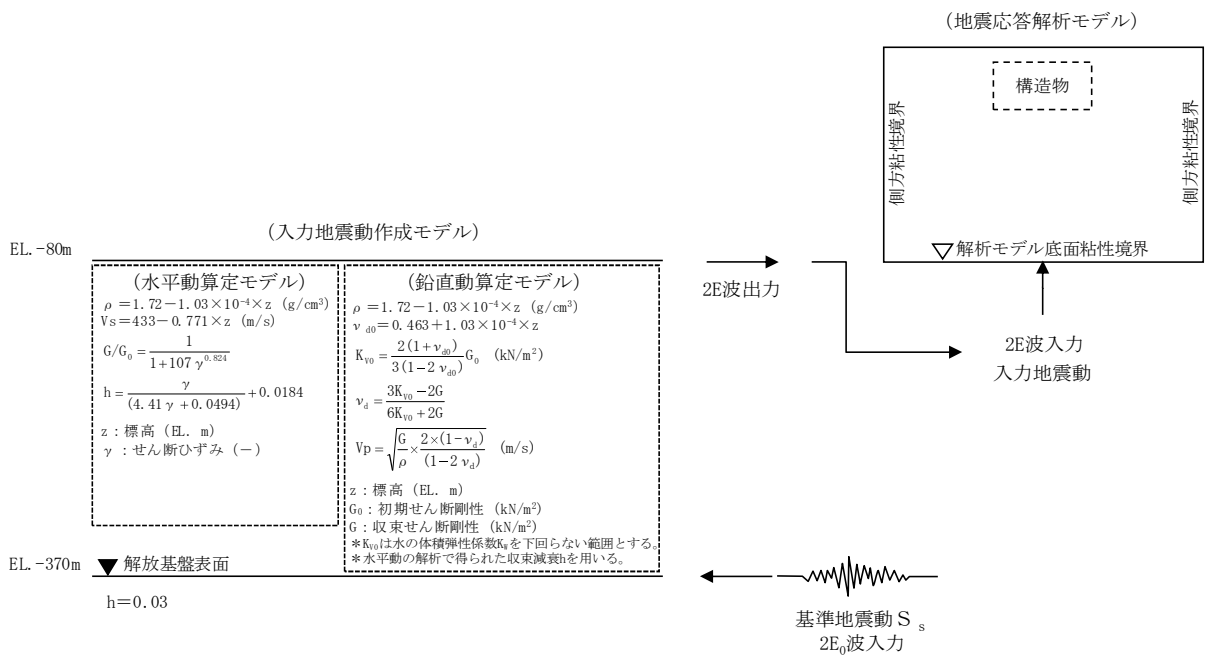 (地震応答解析モデル)
構造物
側方粘性境界
側方粘性境界
解析モデル底面粘性境界
(入力地震動作成モデル)
EL.-80m
2E波出力
2E波入力
入力地震動
(水平動算定モデル)
ρ=1.72-1.03×10⁻⁴×z (g/cm³)
Vs=433-0.771×z (m/s)
G/G₀=1/(1+107γ^0.824)
h=γ/(4.41γ+0.0494)+0.0184
z:標高(EL. m)
γ:せん断ひずみ(-)
(鉛直動算定モデル)
ρ=1.72-1.03×10⁻⁴×z (g/cm³)
ν_d0=0.463+1.03×10⁻⁴×z
K_V0=2(1+ν_d0)/3(1-2ν_d0) G₀ (kN/m²)
ν_d=(3K_V0-2G)/(6K_V0+2G)
Vp=√(G/ρ×2×(1-ν_d)/(1-2ν_d)) (m/s)
z:標高(EL. m)
G₀:初期せん断剛性 (kN/m²)
G:収束せん断剛性 (kN/m²)
*K_V0は水の体積弾性係数K_Wを下回らない範囲とする。
*水平動の解析で得られた収束減衰hを用いる。
EL.-370m
解放基盤表面
h=0.03
基準地震動Ss
2E₀波入力